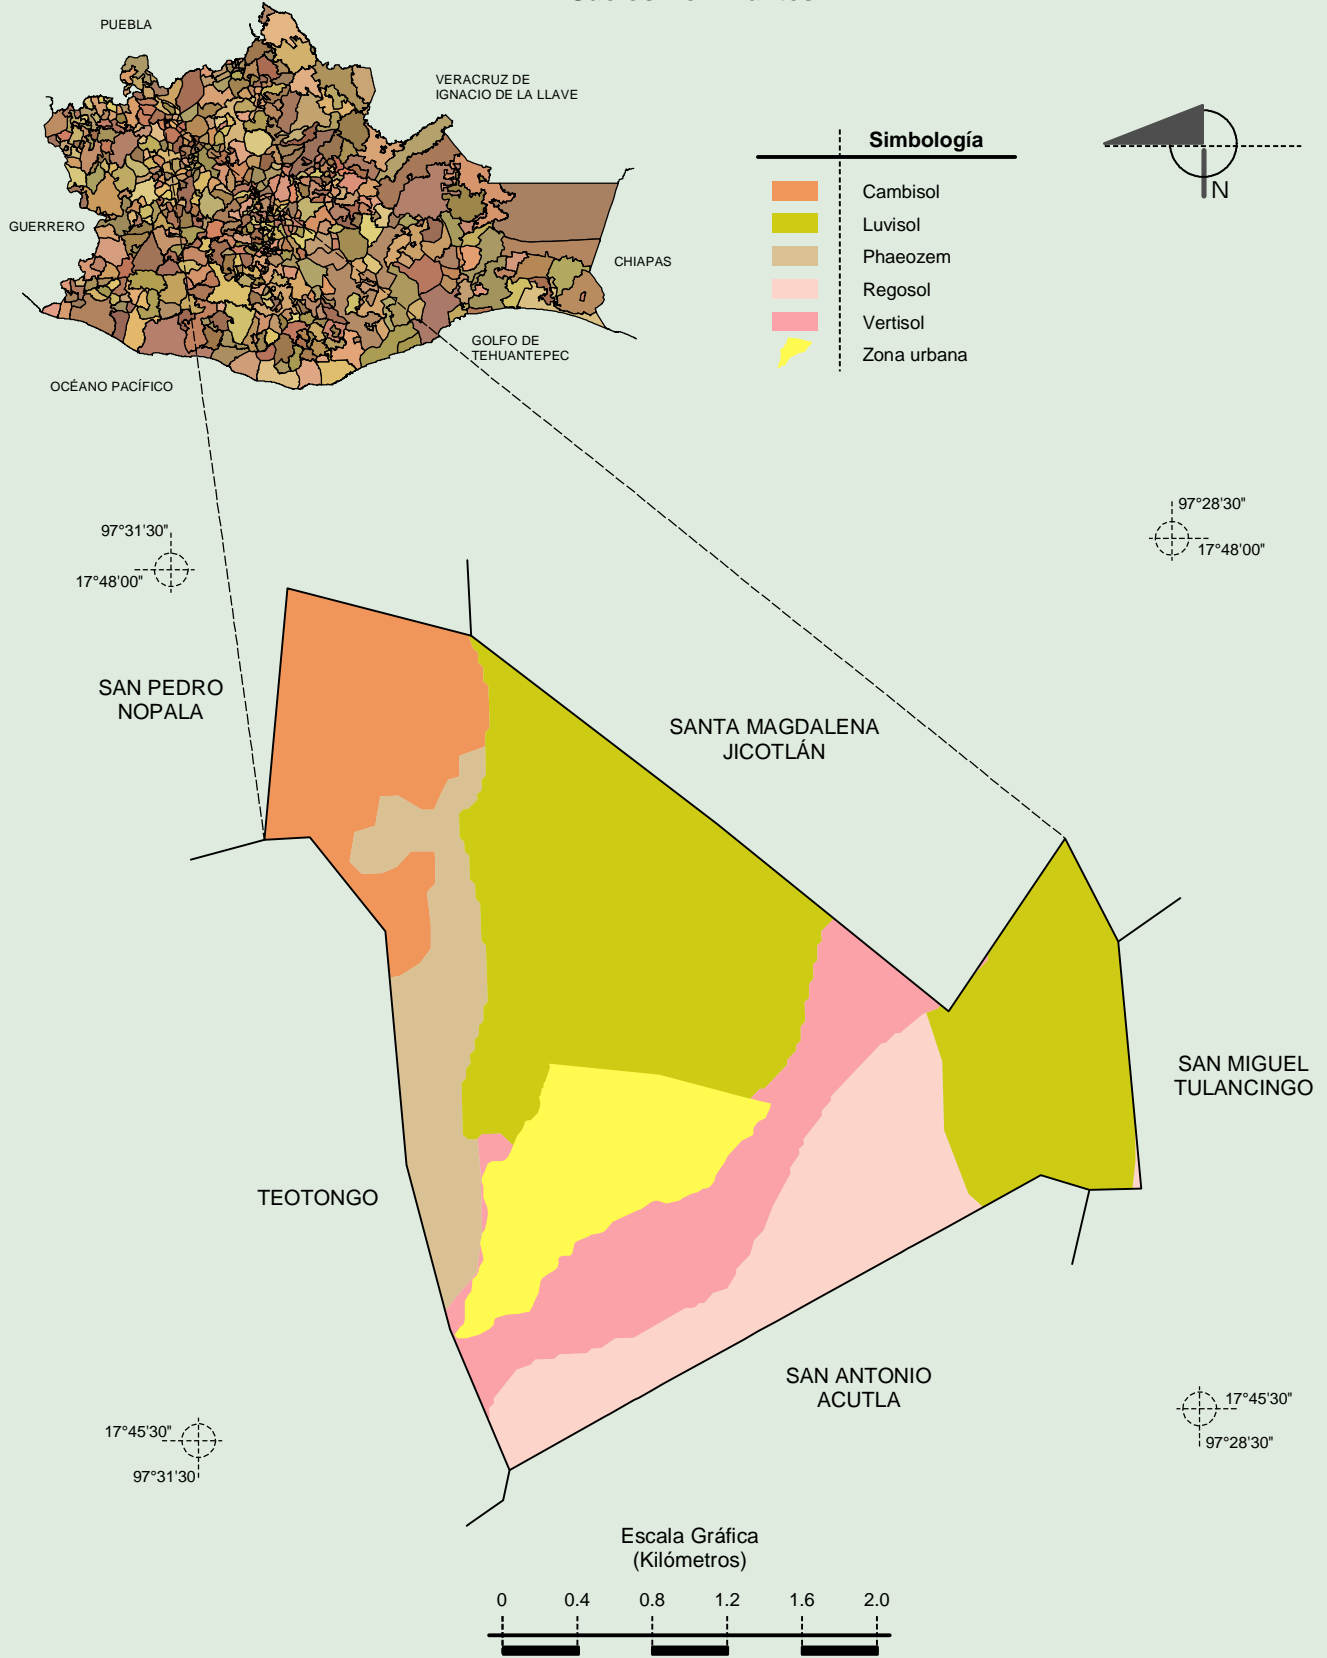 PUEBLA
VERACRUZ DE
IGNACIO DE LA LLAVE
GUERRERO
CHIAPAS
GOLFO DE
TEHUANTEPEC
OCÉANO PACÍFICO
Simbología
Cambisol
Luvisol
Phaeozem
Regosol
Vertisol
Zona urbana
N
97°31'30"
17°48'00"
97°28'30"
17°48'00"
SAN PEDRO
NOPALA
SANTA MAGDALENA
JICOTLÁN
SAN MIGUEL
TULANCINGO
TEOTONGO
SAN ANTONIO
ACUTLA
17°45'30"
97°31'30
17°45'30"
97°28'30"
Escala Gráfica
(Kilómetros)
0 0.4 0.8 1.2 1.6 2.0